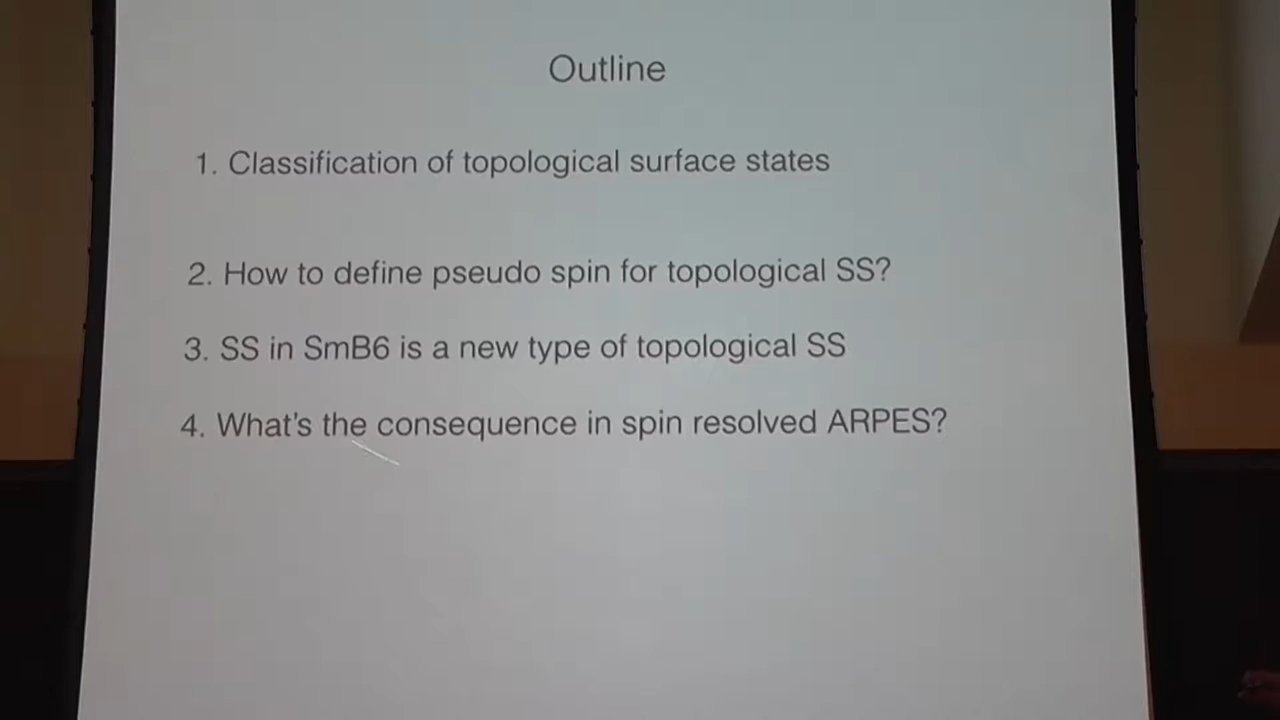 Outline
1. Classification of topological surface states
2. How to define pseudo spin for topological SS?
3. SS in SmB6 is a new type of topological SS
4. What's the consequence in spin resolved ARPES?